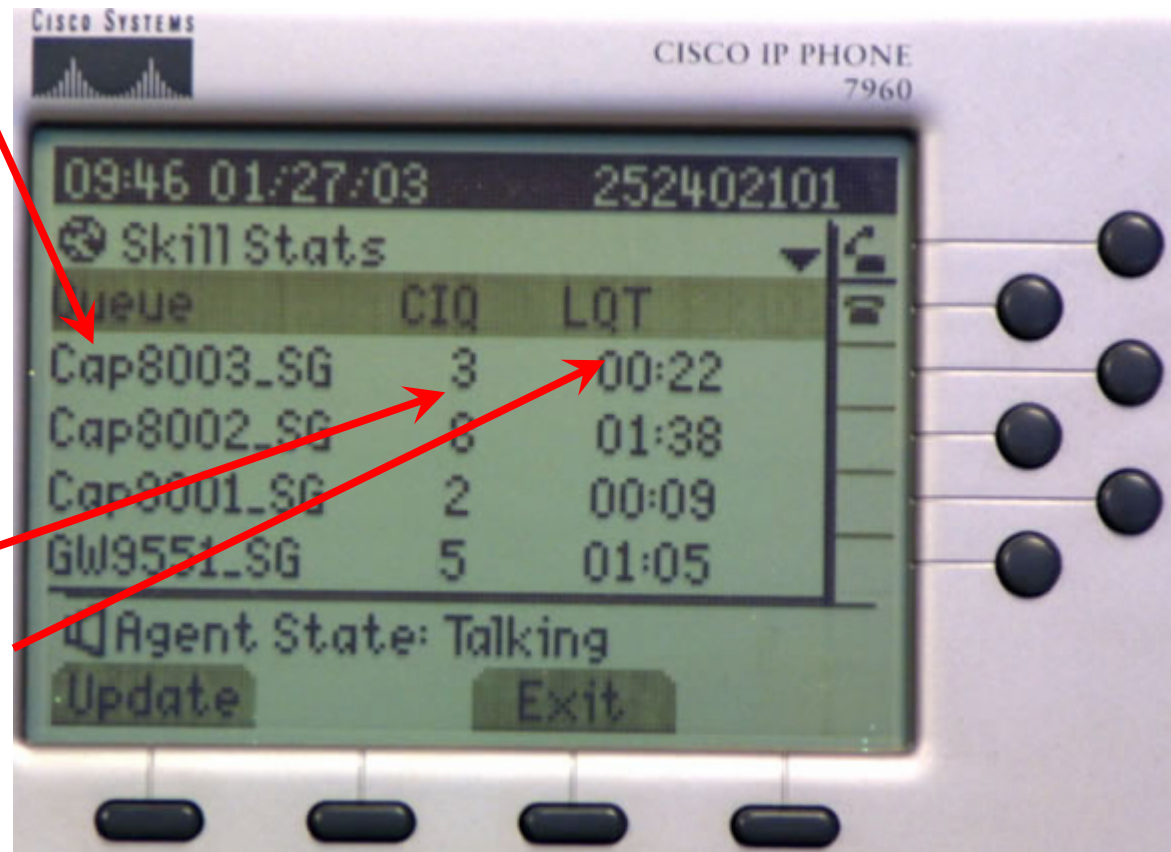 CISCO SYSTEMS
CISCO IP PHONE
7960
09:46 01/27/03 252402101
Skill Stats
Queue CIQ LQT
Cap8003_SG 3 00:22
Cap8002_SG 01:38
Cap8001_SG 2 00:09
GW9551_SG 5 01:05
Agent State: Talking
Update Exit